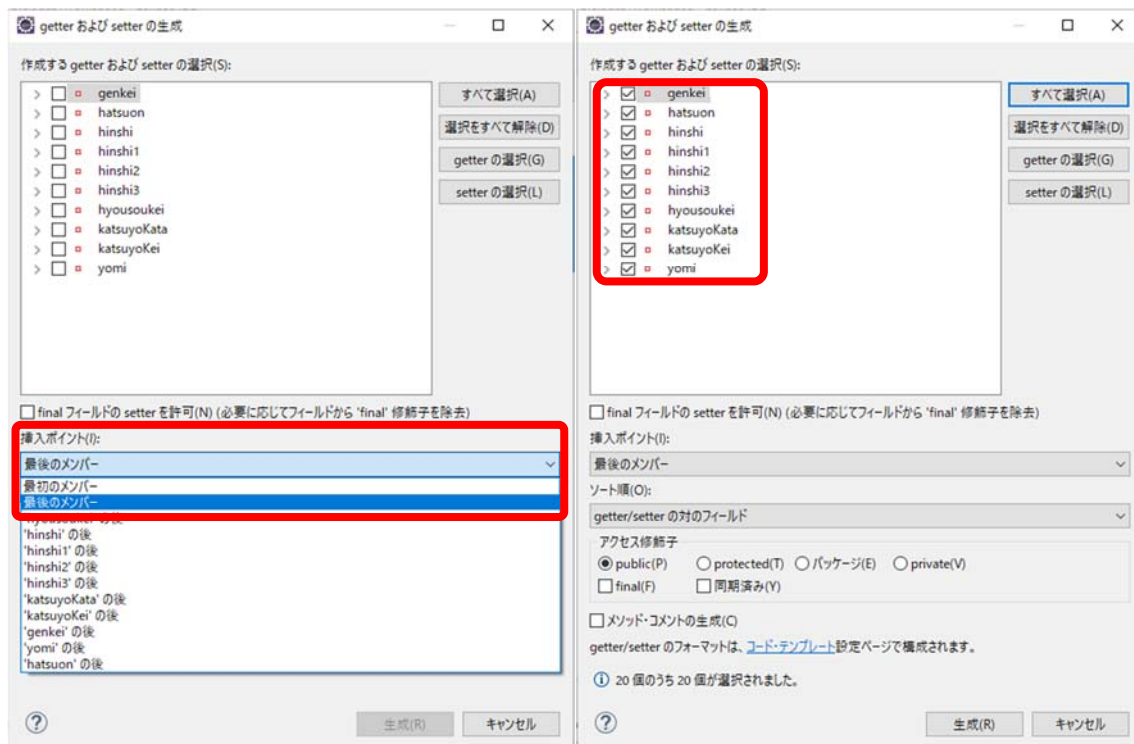 getter および setter の生成
作成する getter および setter の選択(S):
genkei
hatsuon
hinshi
hinshi1
hinshi2
hinshi3
hyousoukei
katsuyoKata
katsuyoKei
yomi
すべて選択(A)
選択をすべて解除(D)
getter の選択(G)
setter の選択(L)
final フィールドの setter を許可(N) (必要に応じてフィールドから 'final' 修飾子を除去)
挿入ポイント(I):
最後のメンバー
最初のメンバー
最後のメンバー
'hyousoukei' の後
'hinshi' の後
'hinshi1' の後
'hinshi2' の後
'hinshi3' の後
'katsuyoKata' の後
'katsuyoKei' の後
'genkei' の後
'yomi' の後
'hatsuon' の後
生成(R)
キャンセル
getter および setter の生成
作成する getter および setter の選択(S):
genkei
hatsuon
hinshi
hinshi1
hinshi2
hinshi3
hyousoukei
katsuyoKata
katsuyoKei
yomi
すべて選択(A)
選択をすべて解除(D)
getter の選択(G)
setter の選択(L)
final フィールドの setter を許可(N) (必要に応じてフィールドから 'final' 修飾子を除去)
挿入ポイント(I):
最後のメンバー
ソート順(O):
getter/setter の対のフィールド
アクセス修飾子
public(P) protected(T) パッケージ(E) private(V)
final(F) 同期済み(Y)
メソッド・コメントの生成(C)
getter/setter のフォーマットは、コード・テンプレート設定ページで構成されます。
20 個のうち 20 個が選択されました。
生成(R)
キャンセル